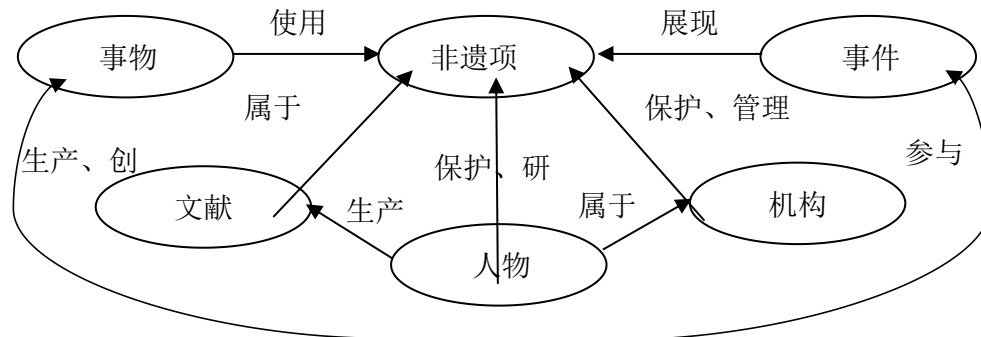 使用
展现
事物
非遗项
事件
属于
保护、管理
生产、创
保护、研
参与
文献
生产
属于
机构
人物